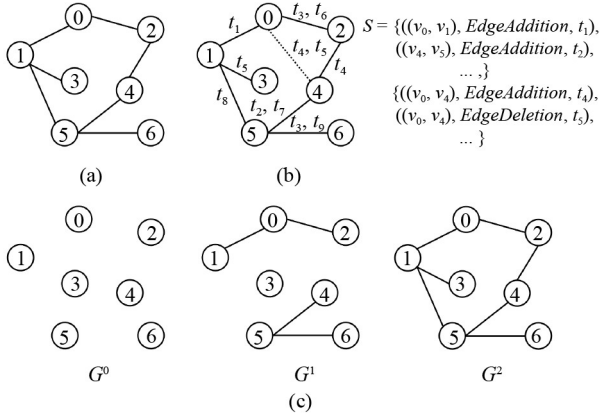 0
2
1
3
4
5
6
(a)
t₁
0
t₃, t₆
2
1
t₄, t₅
t₅
3
t₄
4
t₈
t₂, t₇
5
t₃, t₉
6
(b)
S = {((v₀, v₁), EdgeAddition, t₁),
((v₄, v₅), EdgeAddition, t₂),
... ,}
{((v₀, v₄), EdgeAddition, t₄),
((v₀, v₄), EdgeDeletion, t₅),
... }
0
2
1
3
4
5
6
G⁰
0
2
1
3
4
5
6
G¹
0
2
1
3
4
5
6
G²
(c)